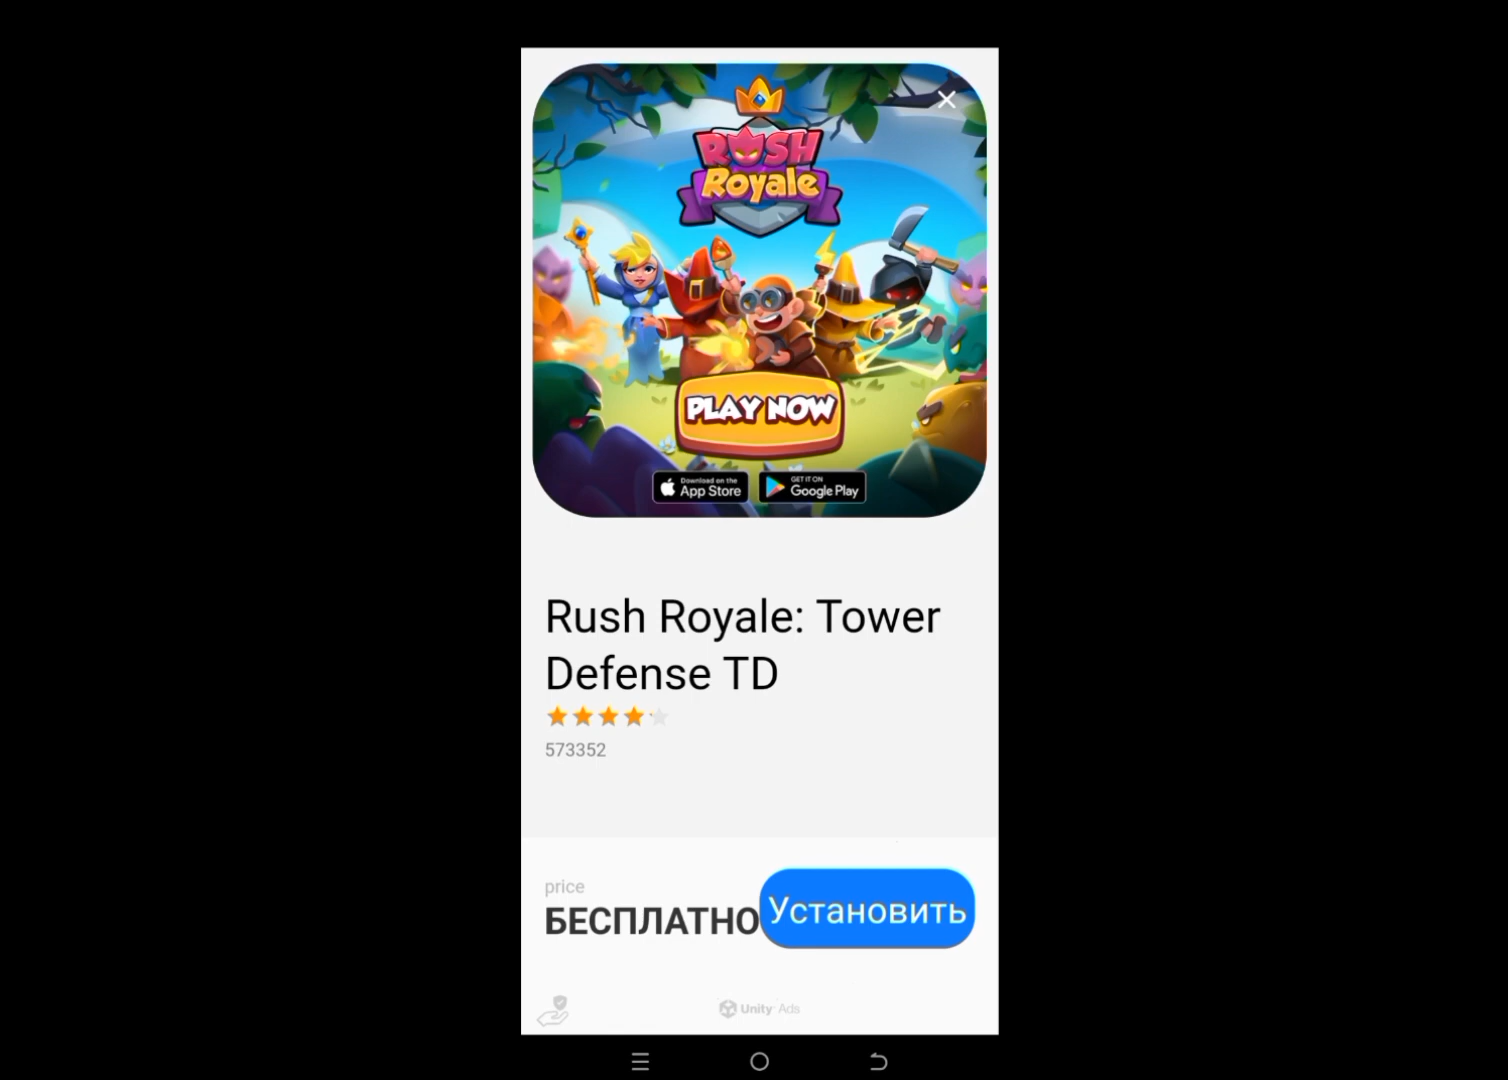 RUSH
Royale
PLAY NOW
Download on the
App Store
GET IT ON
Google Play
Rush Royale: Tower
Defense TD
573352
price
БЕСПЛАТНО
Установить
Unity Ads